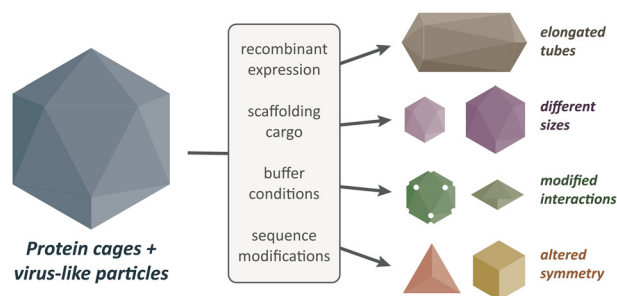 Protein cages +
virus-like particles
recombinant
expression
scaffolding
cargo
buffer
conditions
sequence
modifications
elongated
tubes
different
sizes
modified
interactions
altered
symmetry